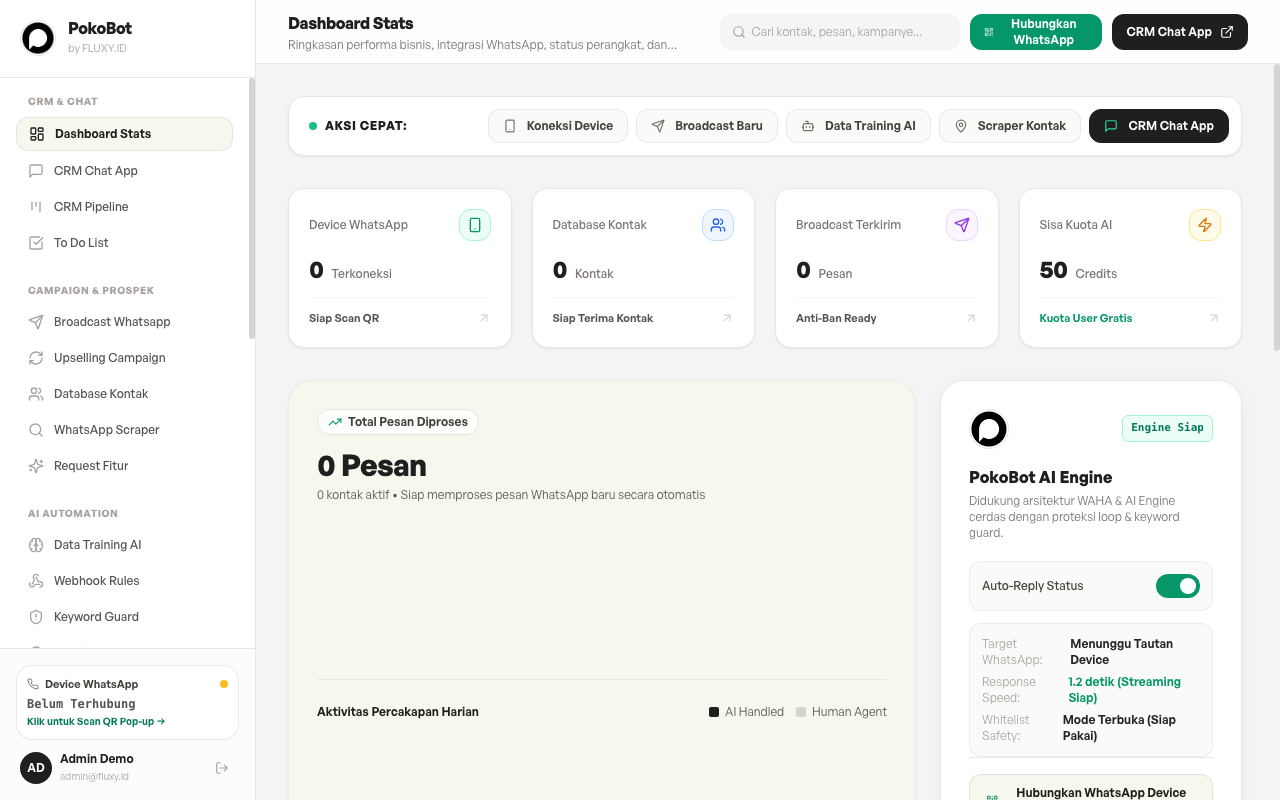 PokoBot
by FLUXY.ID
CRM & CHAT
Dashboard Stats
CRM Chat App
CRM Pipeline
To Do List
CAMPAIGN & PROSPEK
Broadcast Whatsapp
Upselling Campaign
Database Kontak
WhatsApp Scraper
Request Fitur
AI AUTOMATION
Data Training AI
Webhook Rules
Keyword Guard
Device WhatsApp
Belum Terhubung
Klik untuk Scan QR Pop-up →
AD
Admin Demo
admin@fluxy.id
Dashboard Stats
Ringkasan performa bisnis, integrasi WhatsApp, status perangkat, dan...
Cari kontak, pesan, kampanye...
Hubungkan
WhatsApp
CRM Chat App
AKSI CEPAT:
Koneksi Device
Broadcast Baru
Data Training AI
Scraper Kontak
CRM Chat App
Device WhatsApp
0 Terkoneksi
Siap Scan QR
Database Kontak
0 Kontak
Siap Terima Kontak
Broadcast Terkirim
0 Pesan
Anti-Ban Ready
Sisa Kuota AI
50 Credits
Kuota User Gratis
Total Pesan Diproses
0 Pesan
0 kontak aktif • Siap memproses pesan WhatsApp baru secara otomatis
Aktivitas Percakapan Harian
AI Handled
Human Agent
Engine Siap
PokoBot AI Engine
Didukung arsitektur WAHA & AI Engine
cerdas dengan proteksi loop & keyword
guard.
Auto-Reply Status
Target
WhatsApp:
Menunggu Tautan
Device
Response
Speed:
1.2 detik (Streaming
Siap)
Whitelist
Safety:
Mode Terbuka (Siap
Pakai)
Hubungkan WhatsApp Device